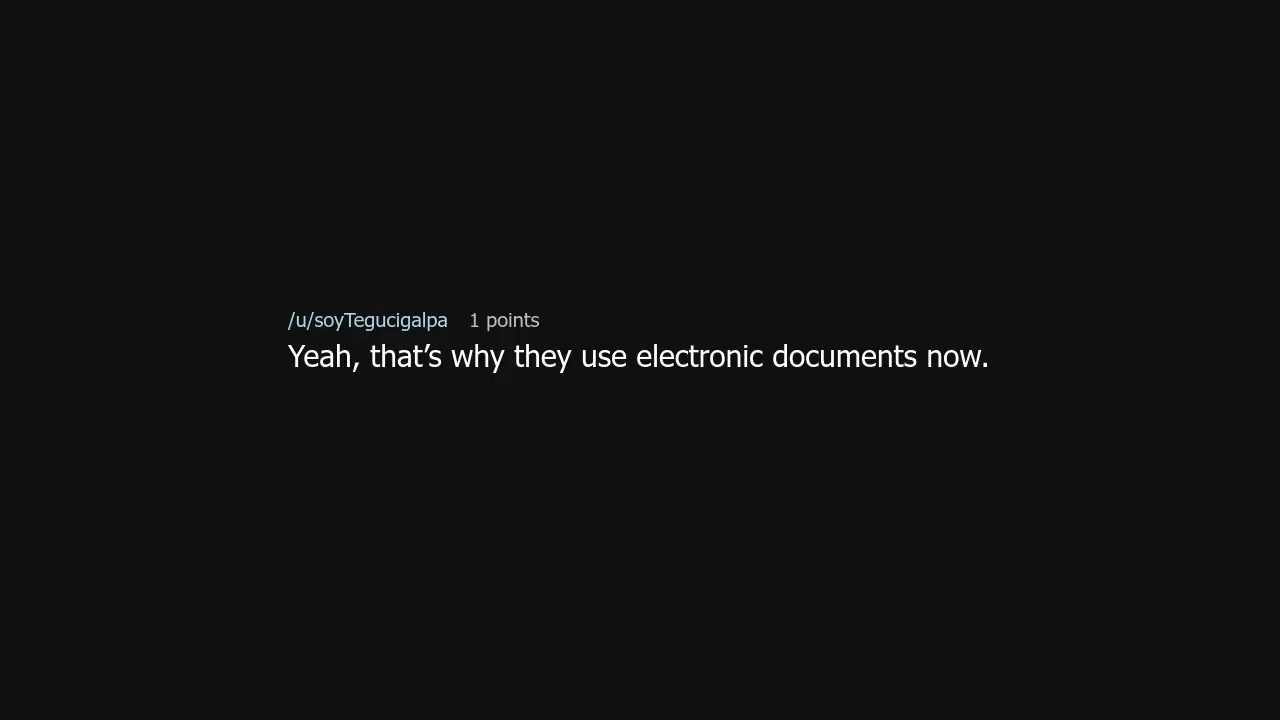 /u/soyTegucigalpa 1 points
Yeah, that’s why they use electronic documents now.